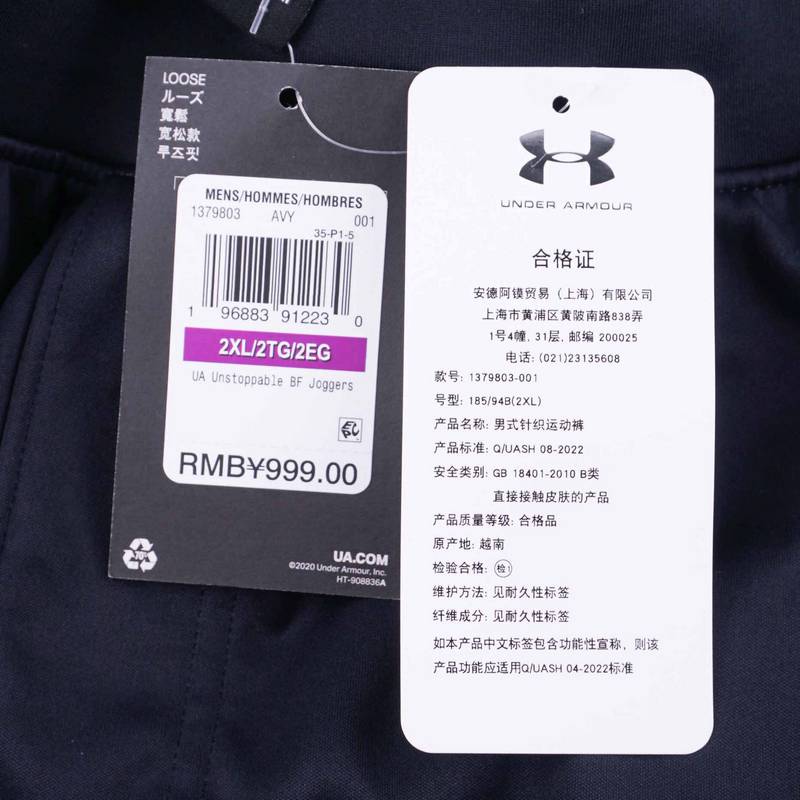 LOOSE
ルーズ
寬鬆
宽松款
루즈핏
MENS/HOMMES/HOMBRES
1379803 AVY 001
35-P1-5
1 96883 91223 0
2XL/2TG/2EG
UA Unstoppable BF Joggers
RMB¥999.00
70%
UA.COM
©2020 Under Armour, Inc.
HT-908836A
UNDER ARMOUR
合格证
安德阿镆贸易（上海）有限公司
上海市黄浦区黄陂南路838弄
1号4幢, 31层, 邮编 200025
电话: (021)23135608
款号: 1379803-001
号型: 185/94B(2XL)
产品名称: 男式针织运动裤
产品标准: Q/UASH 08-2022
安全类别: GB 18401-2010 B类
直接接触皮肤的产品
产品质量等级: 合格品
原产地: 越南
检验合格: 检1
维护方法: 见耐久性标签
纤维成分: 见耐久性标签
如本产品中文标签包含功能性宣称，则该
产品功能应适用Q/UASH 04-2022标准